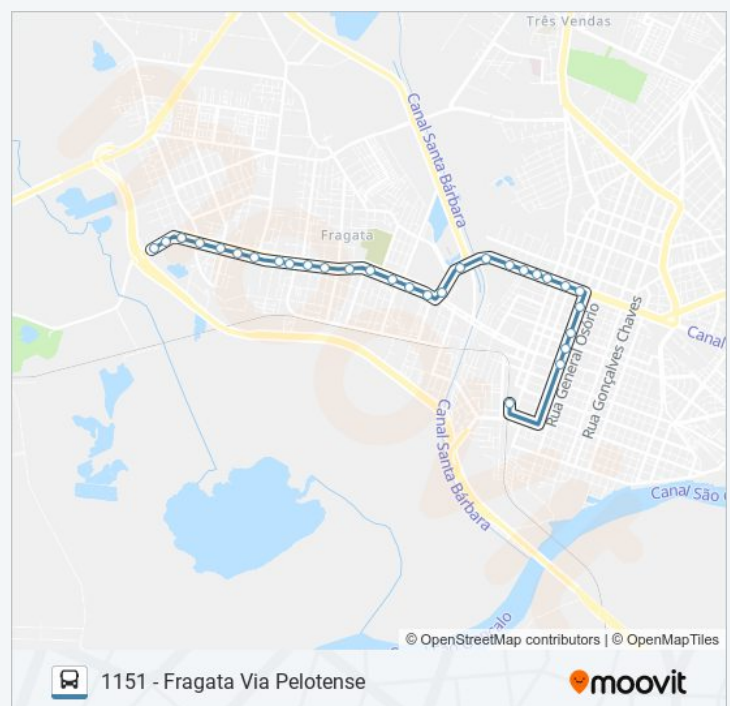 Três Vendas
Canal Santa Bárbara
Fragata
Rua General Osório
Rua Gonçalves Chaves
Canal
Canal Santa Bárbara
Canal São
© OpenStreetMap contributors | © OpenMapTiles
1151 - Fragata Via Pelotense
moovit